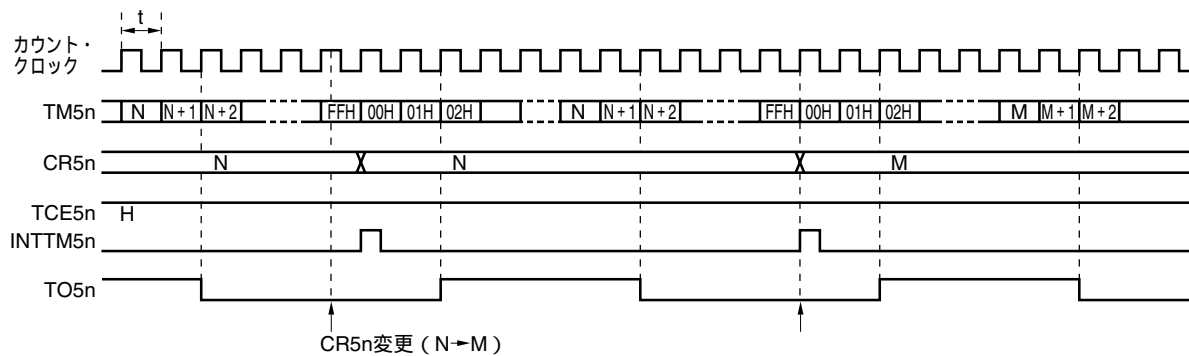 t
カウント・
クロック
TM5n N N+1 N+2 FFH 00H 01H 02H N N+1 N+2 FFH 00H 01H 02H M M+1 M+2
CR5n N N M
TCE5n H
INTTM5n
TO5n
CR5n変更（N→M）